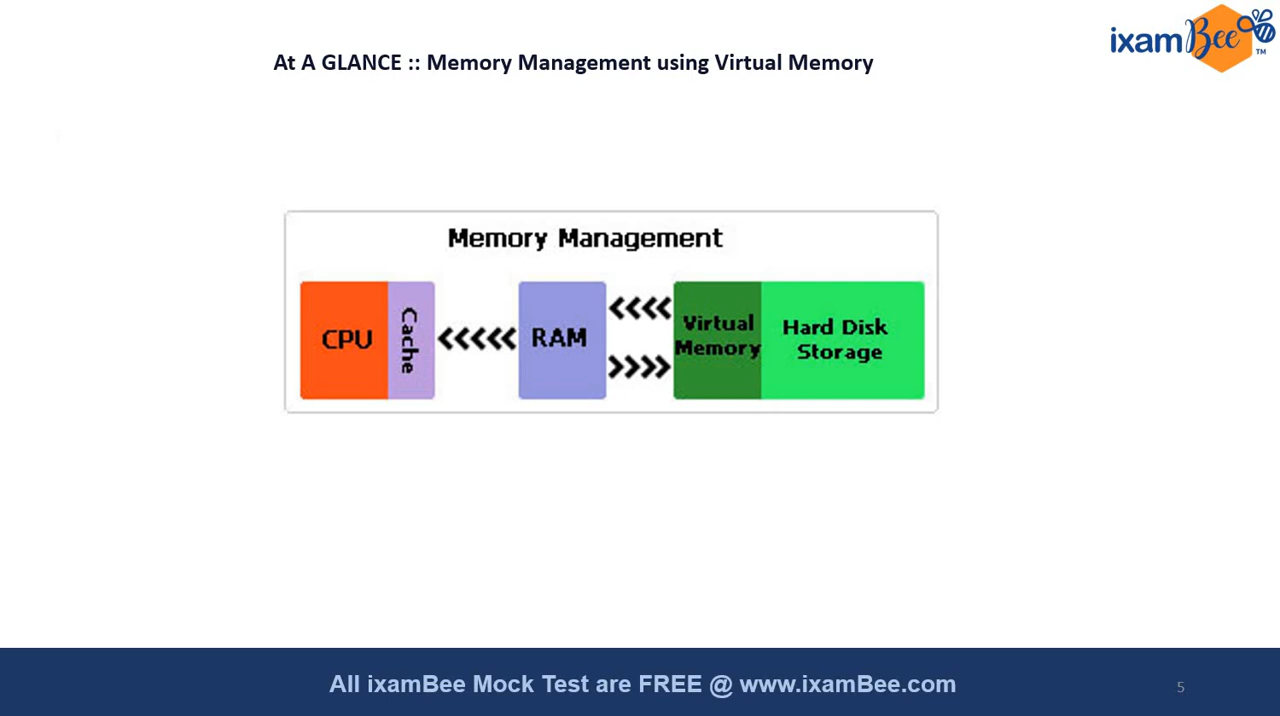 ixamBee
TM
At A GLANCE :: Memory Management using Virtual Memory
Memory Management
CPU
Cache
RAM
Virtual
Memory
Hard Disk
Storage
All ixamBee Mock Test are FREE @ www.ixamBee.com
5